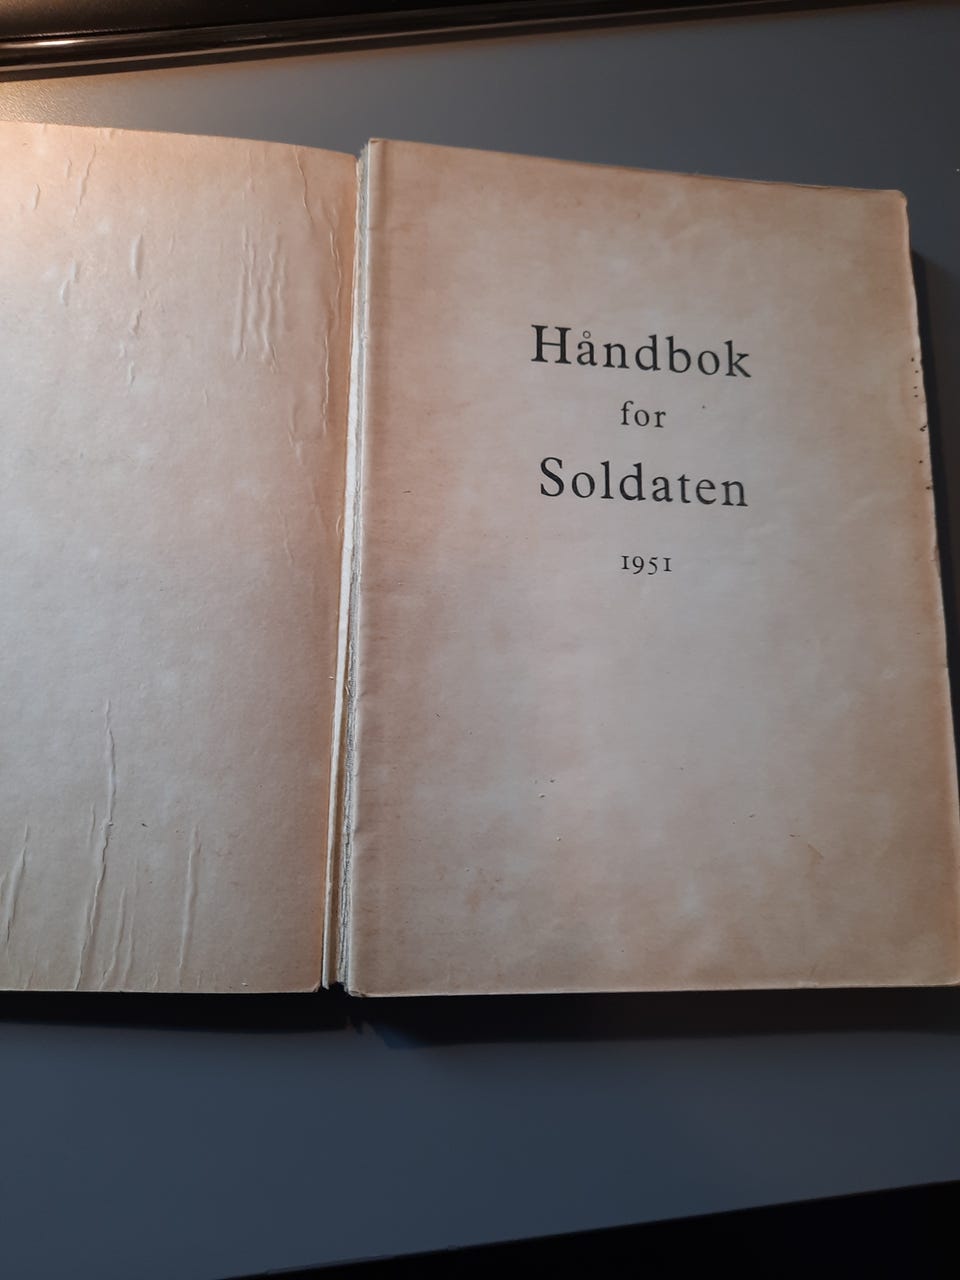 Håndbok
for
Soldaten
1951